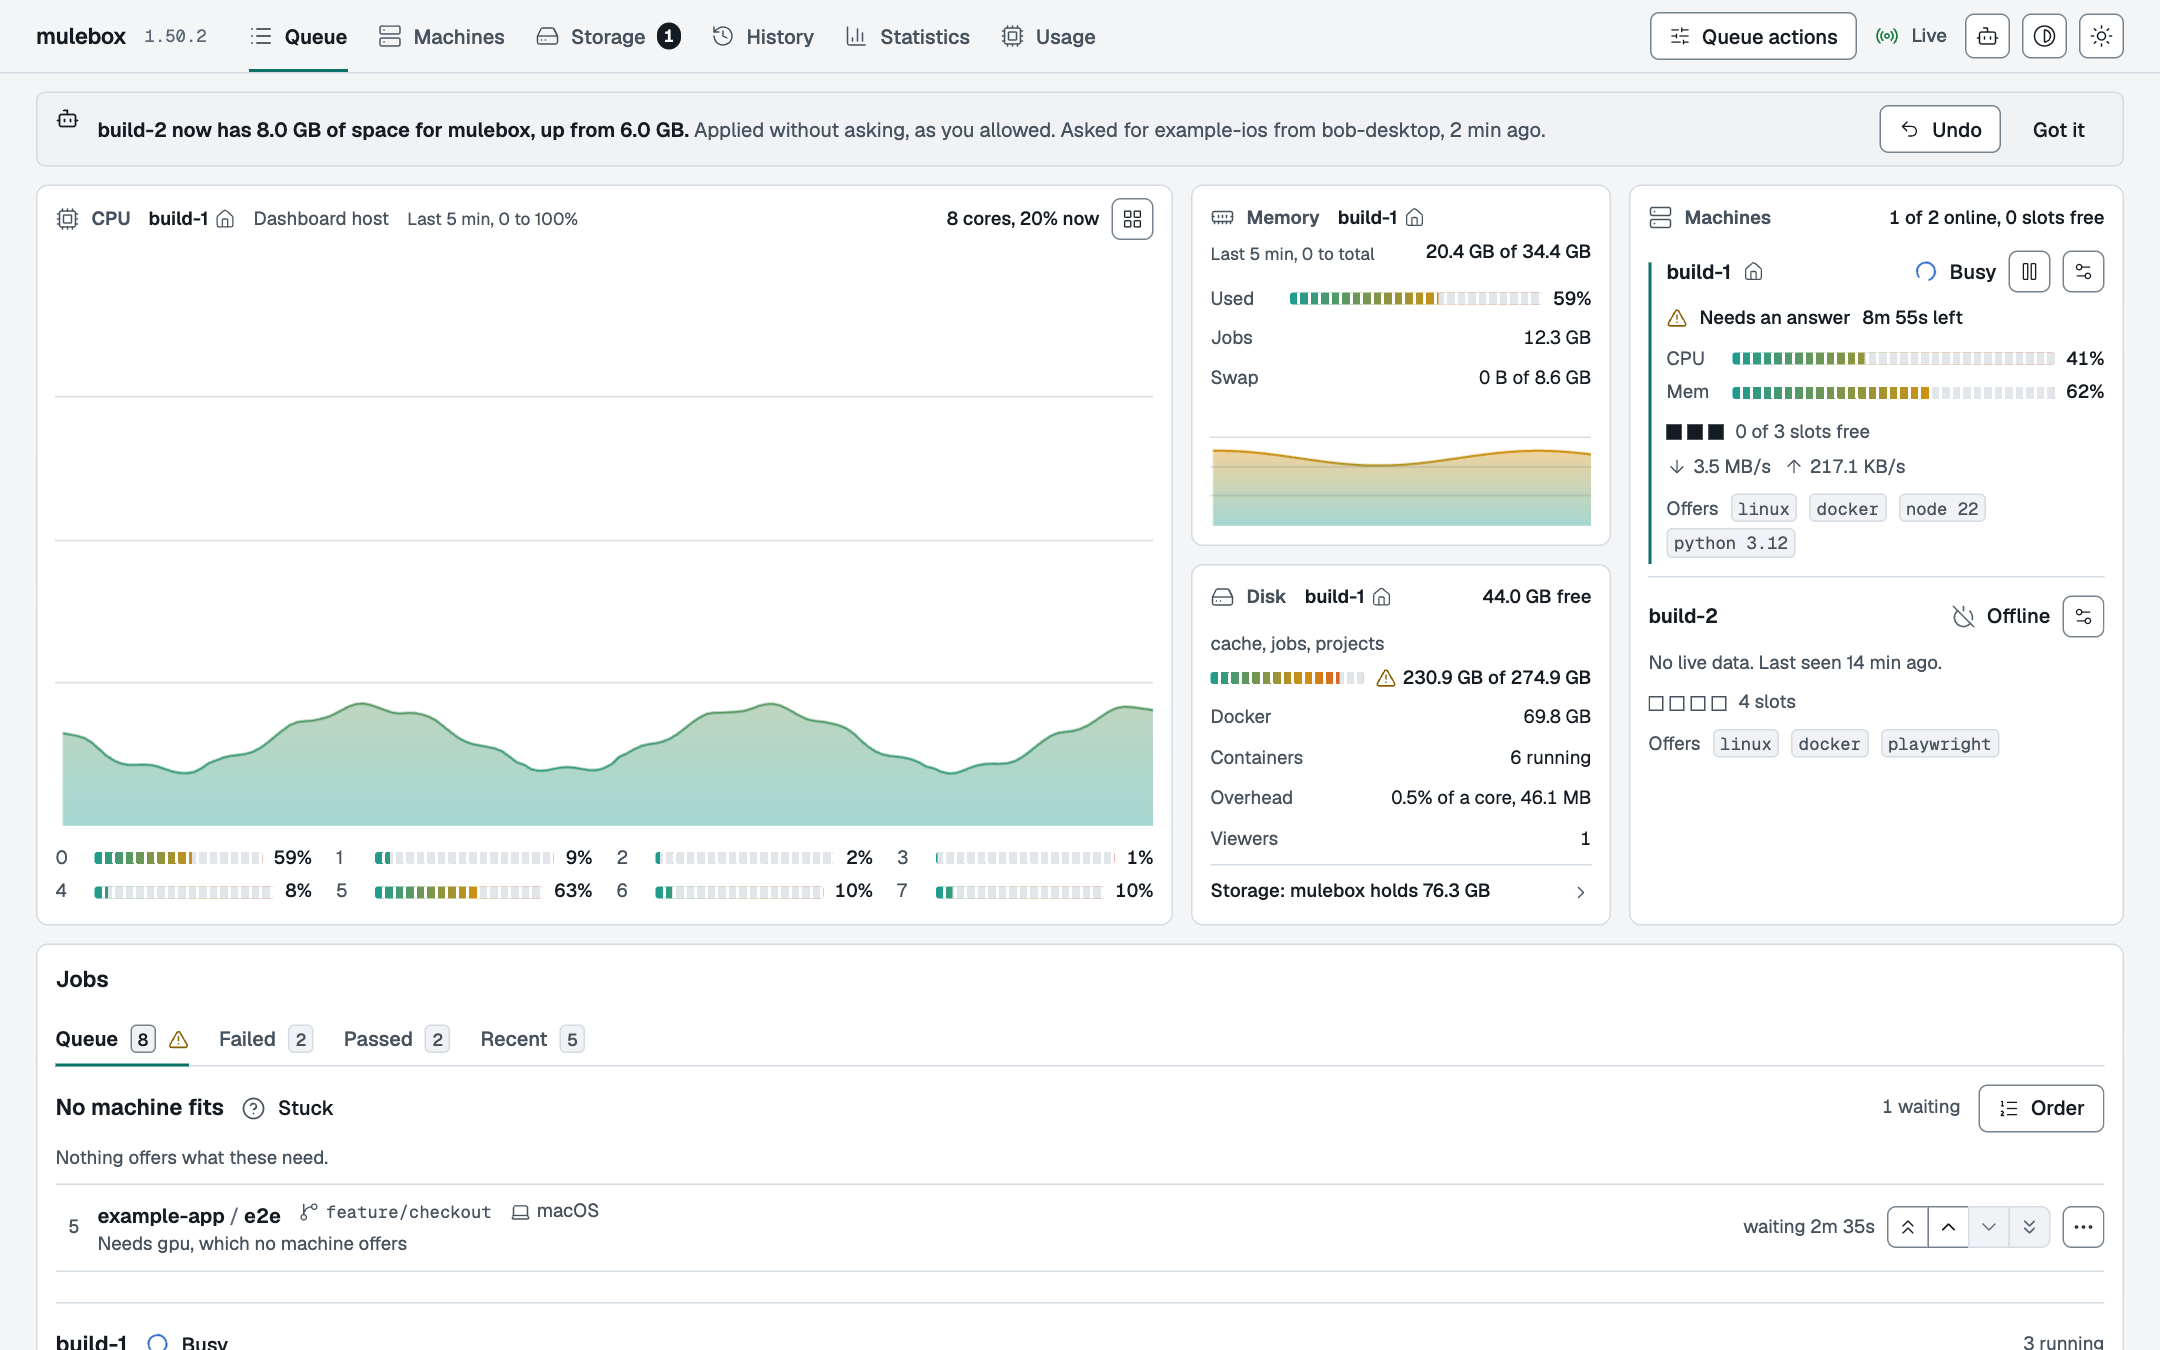 mulebox 1.50.2 Queue Machines Storage 1 History Statistics Usage Queue actions Live
build-2 now has 8.0 GB of space for mulebox, up from 6.0 GB. Applied without asking, as you allowed. Asked for example-ios from bob-desktop, 2 min ago. Undo Got it
CPU build-1 Dashboard host Last 5 min, 0 to 100% 8 cores, 20% now
0 59% 1 9% 2 2% 3 1%
4 8% 5 63% 6 10% 7 10%
Memory build-1
Last 5 min, 0 to total 20.4 GB of 34.4 GB
Used 59%
Jobs 12.3 GB
Swap 0 B of 8.6 GB
Disk build-1 44.0 GB free
cache, jobs, projects
230.9 GB of 274.9 GB
Docker 69.8 GB
Containers 6 running
Overhead 0.5% of a core, 46.1 MB
Viewers 1
Storage: mulebox holds 76.3 GB
Machines 1 of 2 online, 0 slots free
build-1 Busy
Needs an answer 8m 55s left
CPU 41%
Mem 62%
0 of 3 slots free
3.5 MB/s 217.1 KB/s
Offers linux docker node 22
python 3.12
build-2 Offline
No live data. Last seen 14 min ago.
4 slots
Offers linux docker playwright
Jobs
Queue 8 Failed 2 Passed 2 Recent 5
No machine fits Stuck 1 waiting Order
Nothing offers what these need.
5 example-app / e2e feature/checkout macOS waiting 2m 35s
Needs gpu, which no machine offers
build-1 Busy 3 running